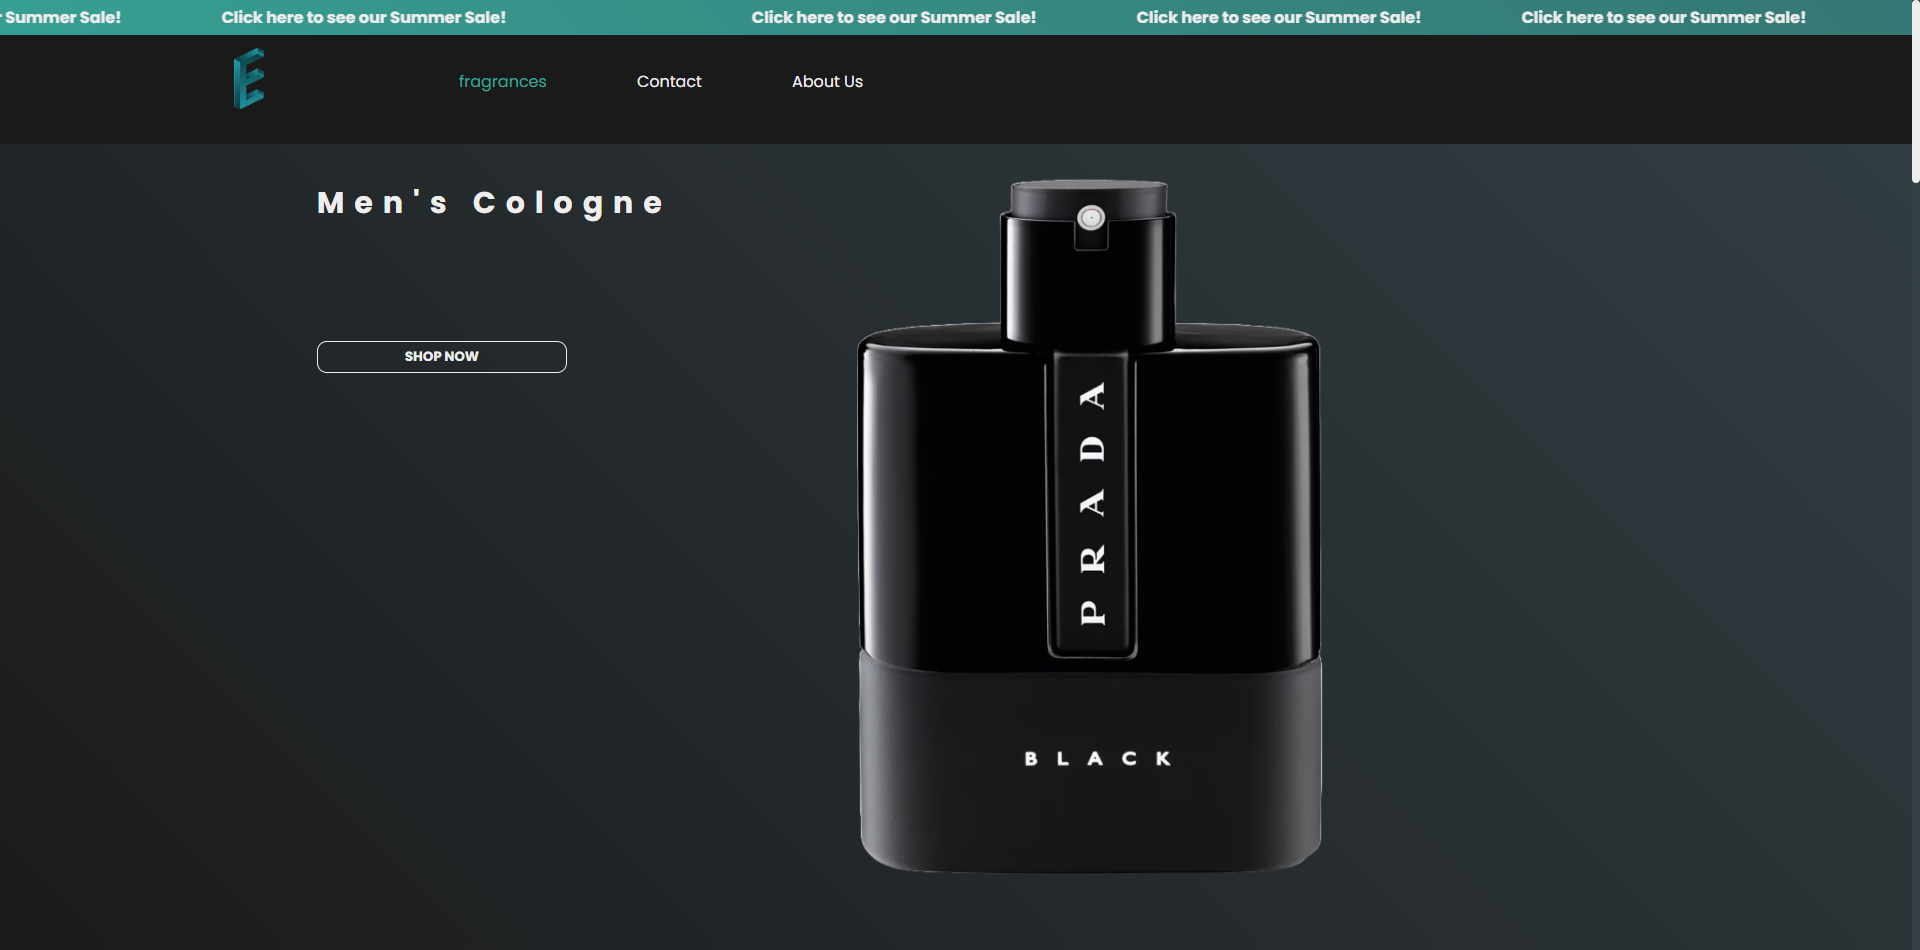 Summer Sale! Click here to see our Summer Sale! Click here to see our Summer Sale! Click here to see our Summer Sale! Click here to see our Summer Sale!
E
fragrances Contact About Us
Men's Cologne
SHOP NOW
PRADA
BLACK